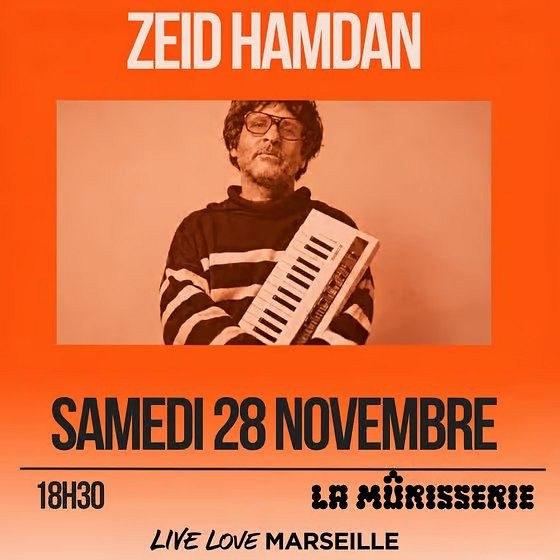 ZEID HAMDAN
SAMEDI 28 NOVEMBRE
18H30
LA MÛRISSERIE
LIVE LOVE MARSEILLE